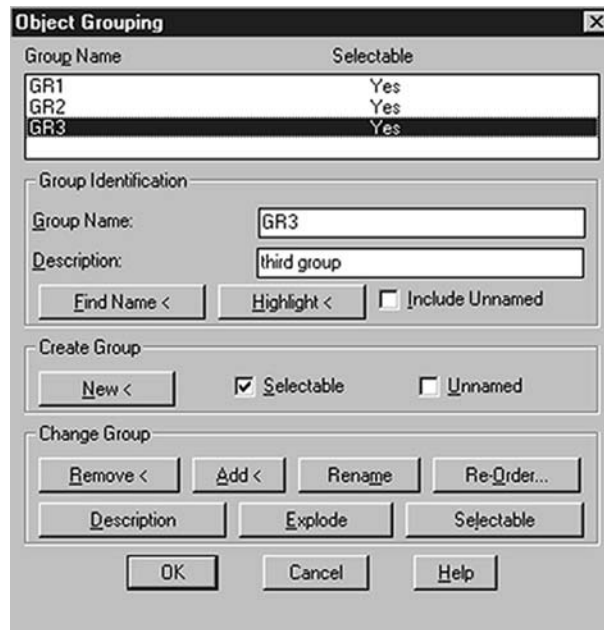 Object Grouping
Group Name Selectable
GR1 Yes
GR2 Yes
GR3 Yes
Group Identification
Group Name: GR3
Description: third group
Find Name < Highlight < Include Unnamed
Create Group
New < Selectable Unnamed
Change Group
Remove < Add < Rename Re-Order...
Description Explode Selectable
OK Cancel Help